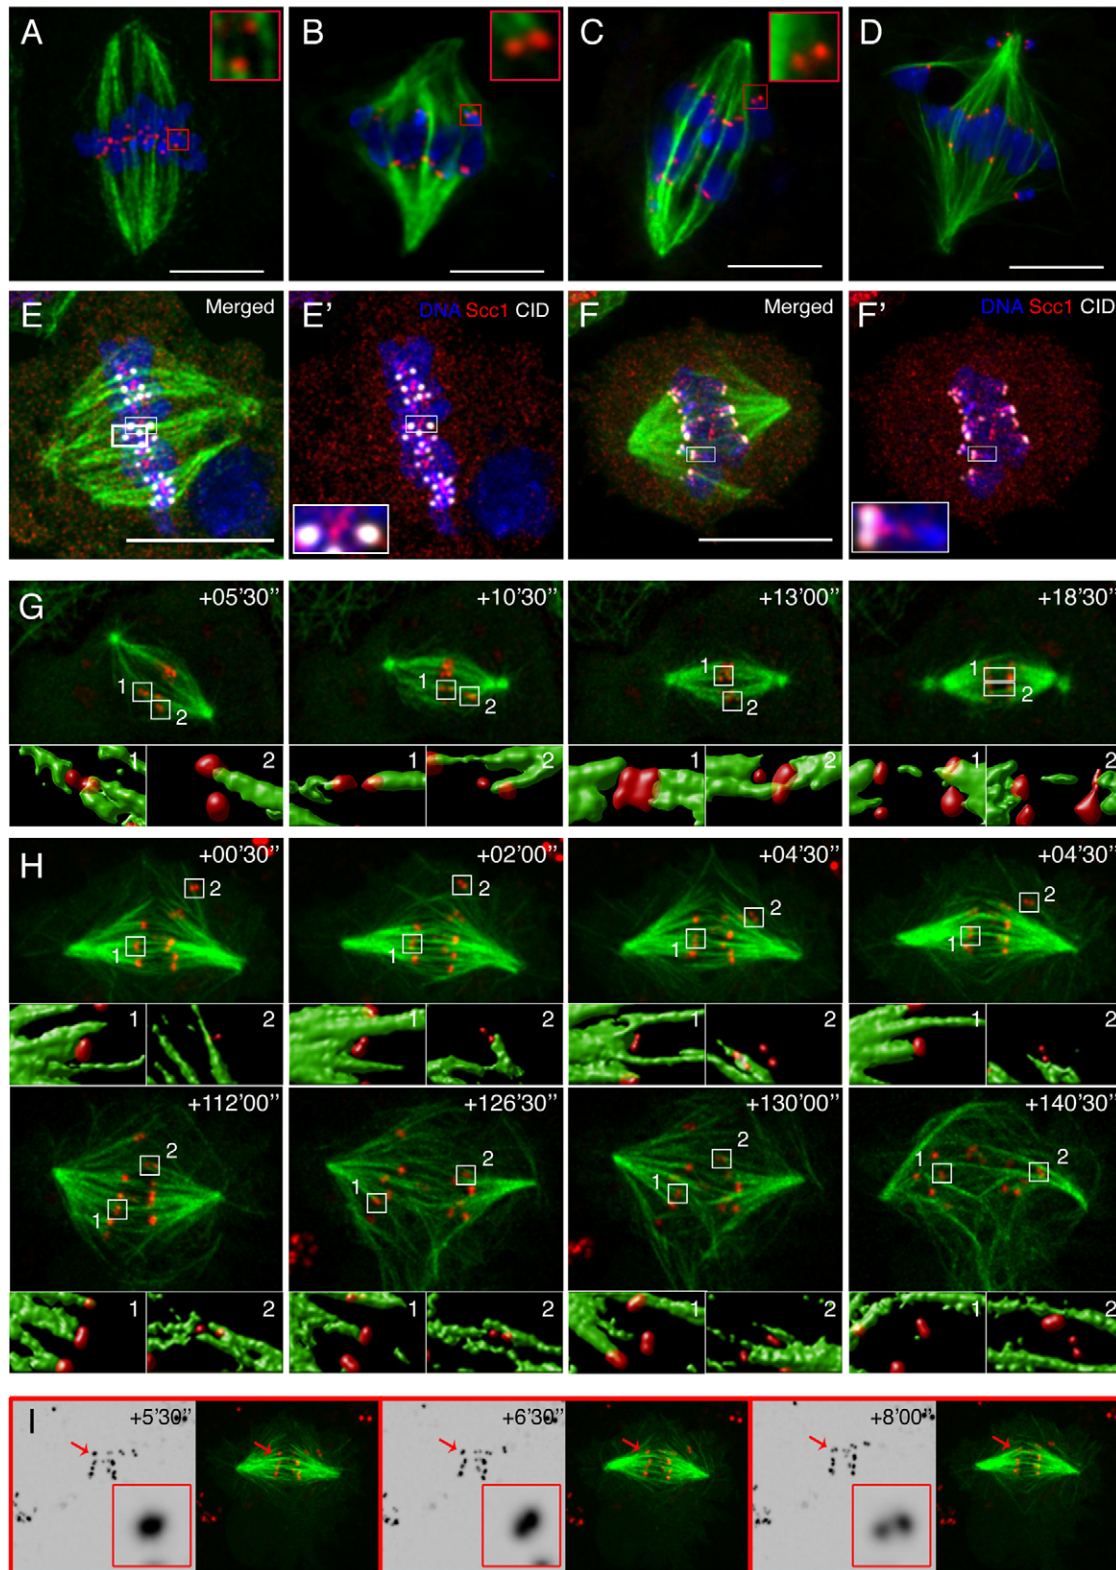 A
B
C
D
E Merged
E' DNA Scc1 CID
F Merged
F' DNA Scc1 CID
G +05'30" +10'30" +13'00" +18'30"
1 2 1 2 1 2 1 2
1 2 1 2 1 2 1 2
H +00'30" +02'00" +04'30" +04'30"
2 2 2 2
1 1 1 1
1 2 1 2 1 2 1 2
+112'00" +126'30" +130'00" +140'30"
2 2 2 1 2
1 1 1
1 2 1 2 1 2 1 2
I +5'30" +6'30" +8'00"